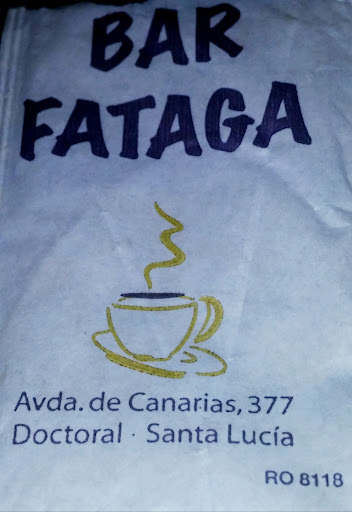 BAR
FATAGA
Avda. de Canarias, 377
Doctoral · Santa Lucía
RO 8118